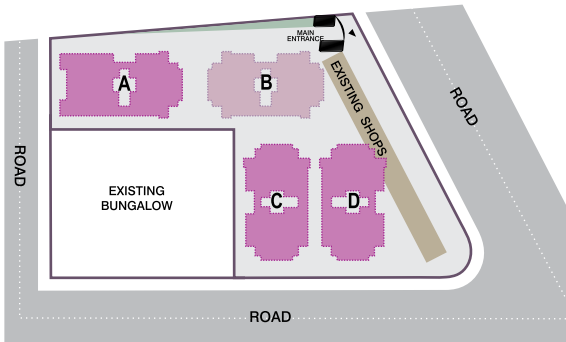 MAIN
ENTRANCE
A
B
EXISTING SHOPS
ROAD
ROAD
EXISTING
BUNGALOW
C
D
ROAD